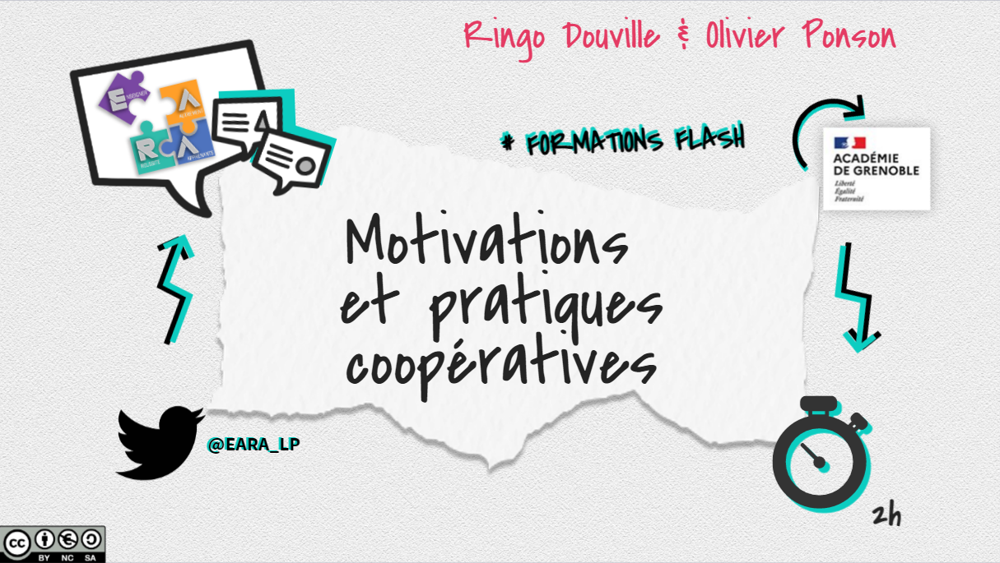 Ringo Douville & Olivier Ponson
# FORMATIONS FLASH
E
A
R
A
ACADÉMIE
DE GRENOBLE
Liberté
Égalité
Fraternité
Motivations
et pratiques
coopératives
@EARA_LP
2h
cc
BY NC SA